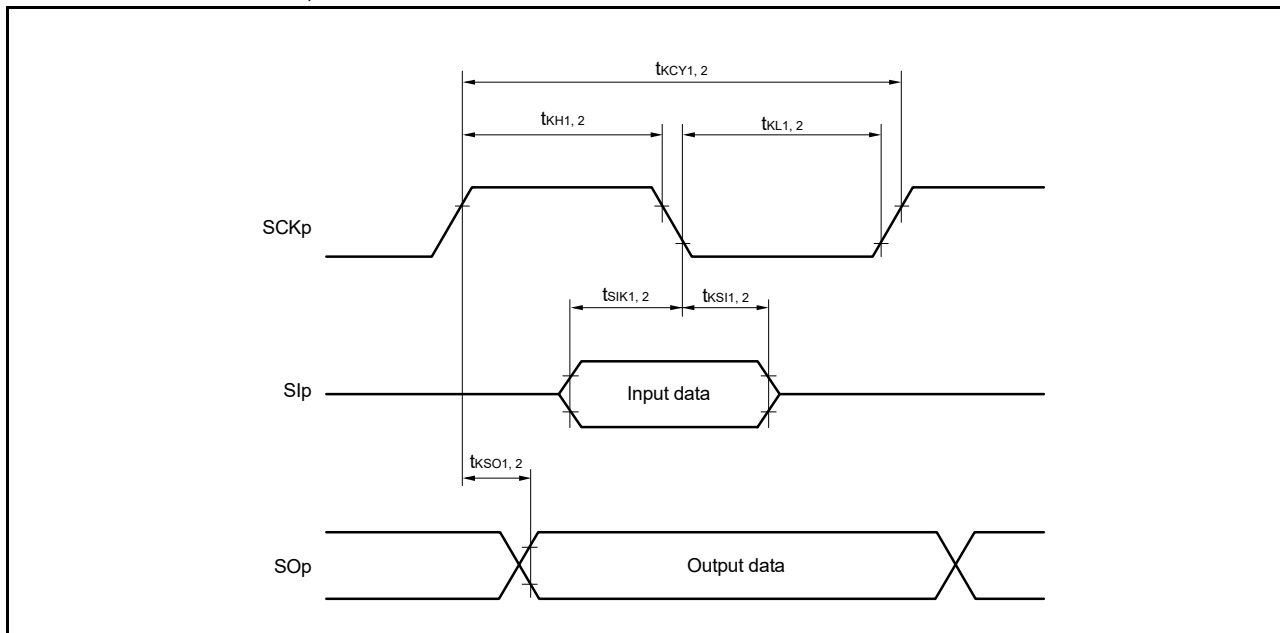 tKCY1, 2
tKH1, 2
tKL1, 2
SCKp
tSIK1, 2
tKSI1, 2
SIp
Input data
tKSO1, 2
SOp
Output data